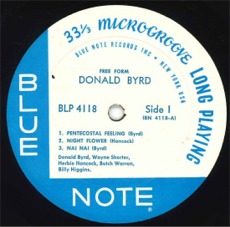 33⅓ MICROGROOVE LONG PLAYING
BLUE NOTE RECORDS INC • NEW YORK USA
FREE FORM
DONALD BYRD
BLP 4118
Side 1
(BN 4118-A)
1. PENTECOSTAL FEELING (Byrd)
2. NIGHT FLOWER (Hancock)
3. NAI NAI (Byrd)
Donald Byrd, Wayne Shorter,
Herbie Hancock, Butch Warren,
Billy Higgins.
BLUE
NOTE